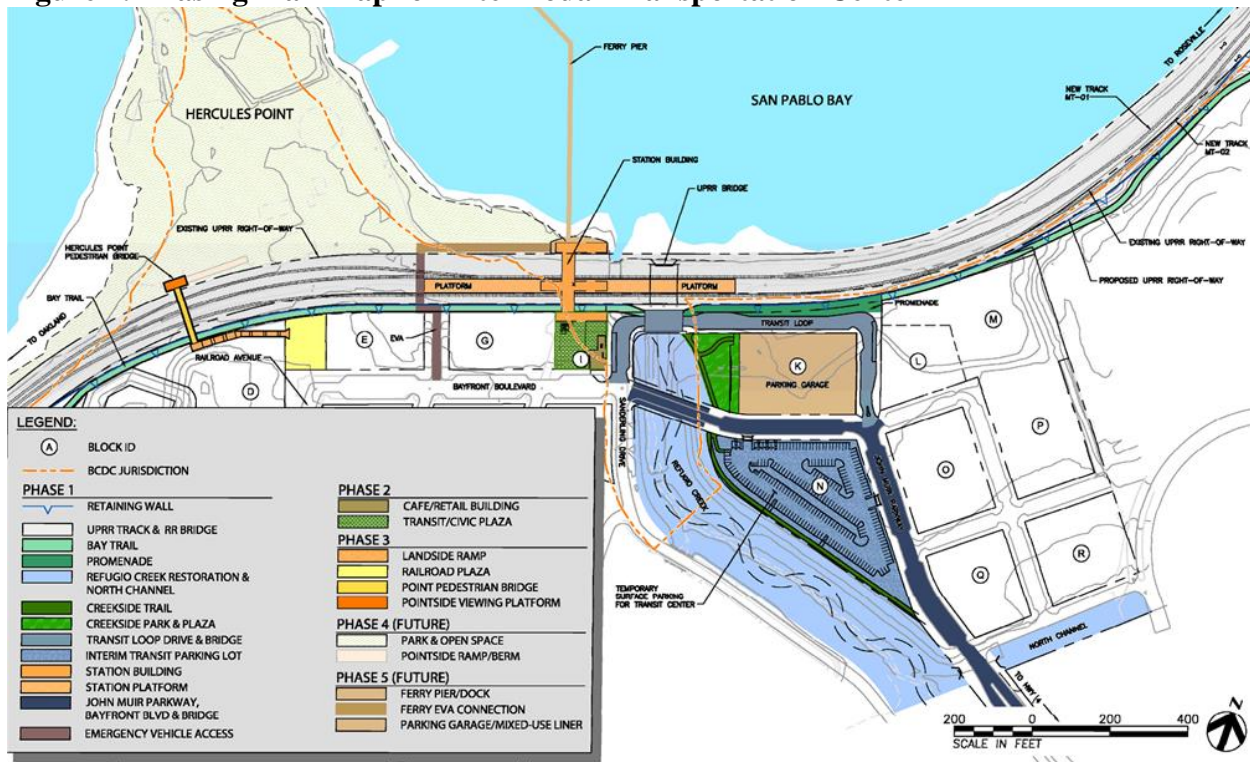 TO ROSEVILLE
FERRY PIER
HERCULES POINT
SAN PABLO BAY
NEW TRACK
MT-01
NEW TRACK
MT-02
STATION BUILDING
UPRR BRIDGE
EXISTING UPRR RIGHT-OF-WAY
HERCULES POINT
PEDESTRIAN BRIDGE
EXISTING UPRR RIGHT-OF-WAY
BAY TRAIL
PLATFORM
PLATFORM
PROPOSED UPRR RIGHT-OF-WAY
PROMENADE
TO OAKLAND
TRANSIT LOOP
M
E
EVA
G
I
RAILROAD AVENUE
K
L
PARKING GARAGE
D
BAYFRONT BOULEVARD
SANDERLING DRIVE
P
JOHN MUIR PARKWAY
O
N
REFUGIO CREEK
R
Q
TEMPORARY
SURFACE PARKING
FOR TRANSIT CENTER
NORTH CHANNEL
TO HWY 4
LEGEND:
A BLOCK ID
BCDC JURISDICTION
PHASE 1
RETAINING WALL
UPRR TRACK & RR BRIDGE
BAY TRAIL
PROMENADE
REFUGIO CREEK RESTORATION &
NORTH CHANNEL
CREEKSIDE TRAIL
CREEKSIDE PARK & PLAZA
TRANSIT LOOP DRIVE & BRIDGE
INTERIM TRANSIT PARKING LOT
STATION BUILDING
STATION PLATFORM
JOHN MUIR PARKWAY,
BAYFRONT BLVD & BRIDGE
EMERGENCY VEHICLE ACCESS
PHASE 2
CAFE/RETAIL BUILDING
TRANSIT/CIVIC PLAZA
PHASE 3
LANDSIDE RAMP
RAILROAD PLAZA
POINT PEDESTRIAN BRIDGE
POINTSIDE VIEWING PLATFORM
PHASE 4 (FUTURE)
PARK & OPEN SPACE
POINTSIDE RAMP/BERM
PHASE 5 (FUTURE)
FERRY PIER/DOCK
FERRY EVA CONNECTION
PARKING GARAGE/MIXED-USE LINER
200 0 200 400
SCALE IN FEET
N